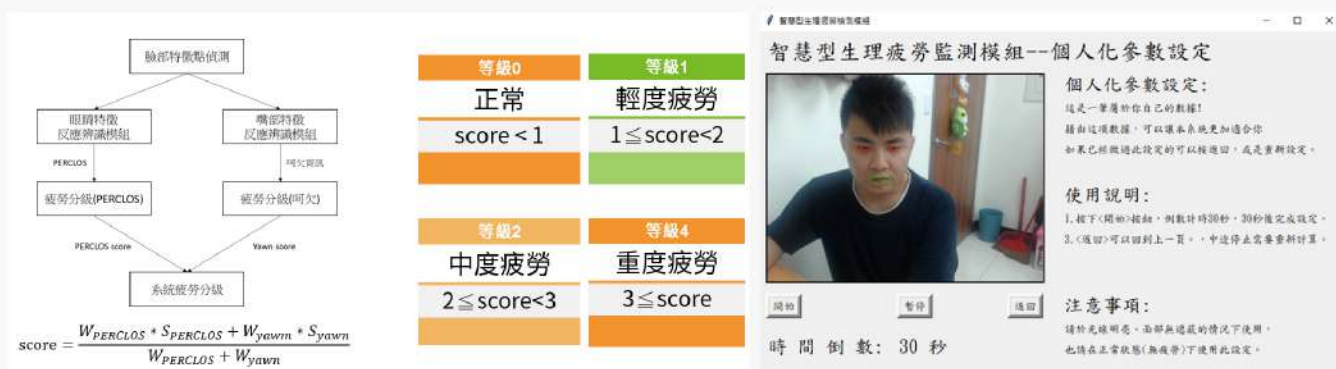 臉部特徵點偵測
眼睛特徵
反應辨識模組
嘴部特徵
反應辨識模組
PERCLOS
呵欠資訊
疲勞分級(PERCLOS)
疲勞分級(呵欠)
PERCLOS score
Yawn score
系統疲勞分級
score = (W_PERCLOS * S_PERCLOS + W_yawn * S_yawn) / (W_PERCLOS + W_yawn)
等級0
正常
score < 1
等級1
輕度疲勞
1≦score<2
等級2
中度疲勞
2≦score<3
等級4
重度疲勞
3≦score
智慧型生理疲勞檢測模組
智慧型生理疲勞監測模組--個人化參數設定
個人化參數設定:
這是一筆屬於你自己的數據!
藉由這項數據,可以讓本系統更加適合你
如果已經做過此設定的可以按返回,或是重新設定。
使用說明:
1.按下<開始>按鈕,倒數計時30秒,30秒後完成設定。
3.<返回>可以回到上一頁。,中途停止需要重新計算。
開始
暫停
返回
注意事項:
請於光線明亮、面部無遮蔽的情況下使用,
也請在正常狀態(無疲勞)下使用此設定。
時間倒數: 30 秒